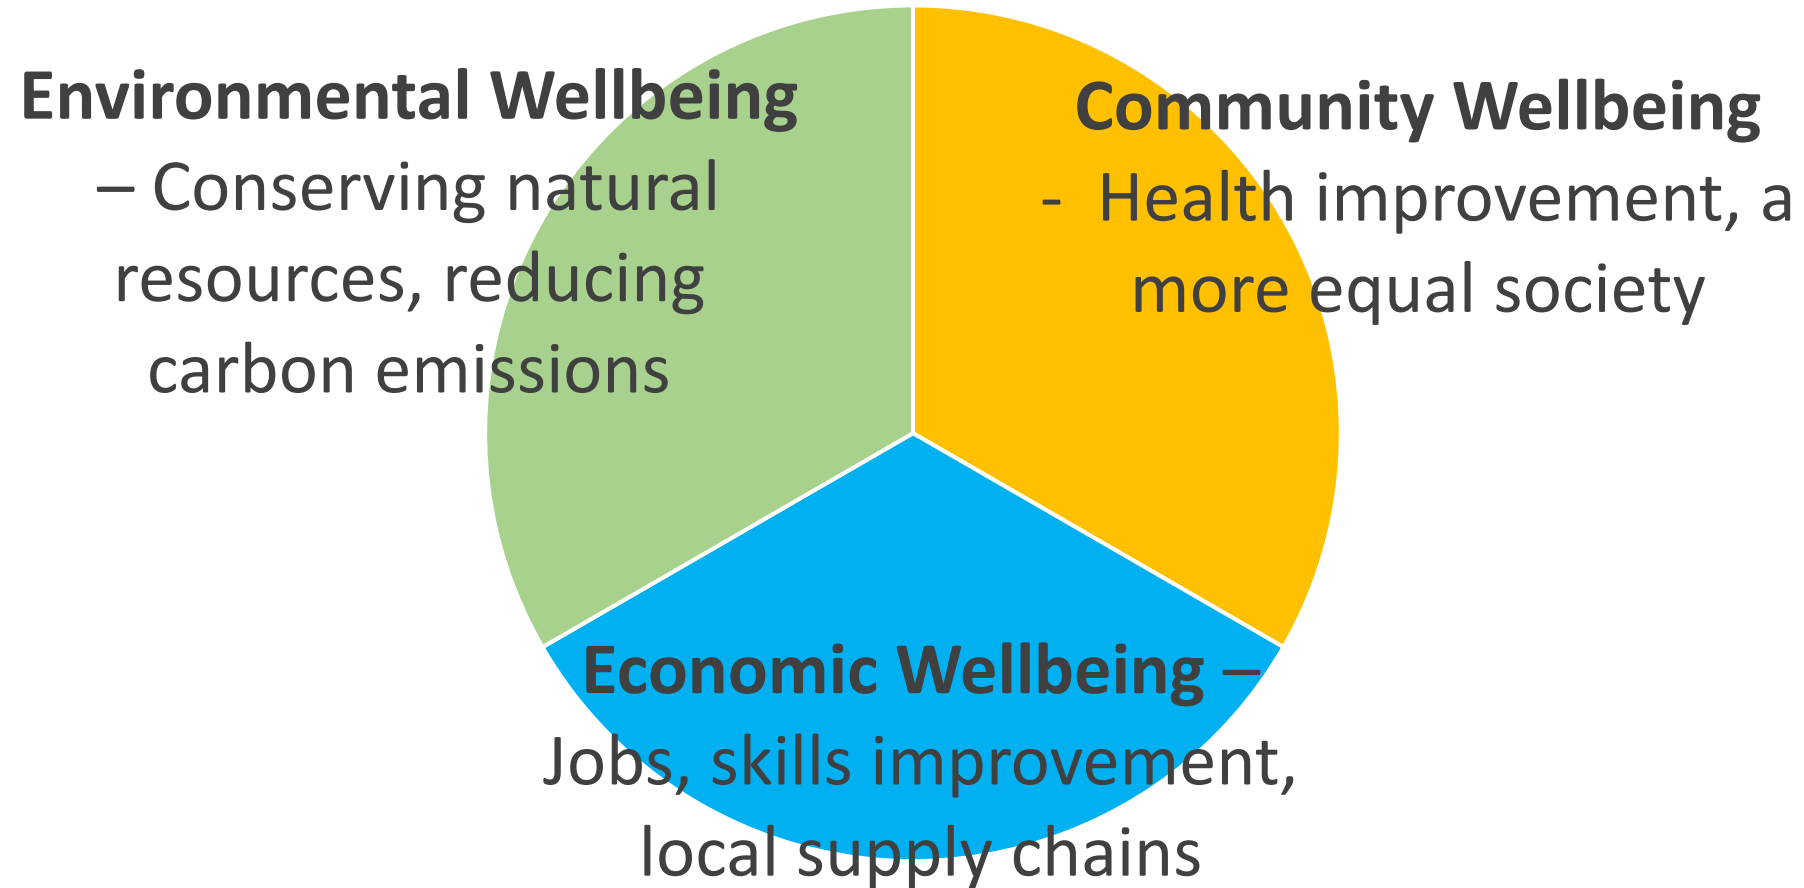 Environmental Wellbeing
– Conserving natural
resources, reducing
carbon emissions
Community Wellbeing
- Health improvement, a
more equal society
Economic Wellbeing –
Jobs, skills improvement,
local supply chains